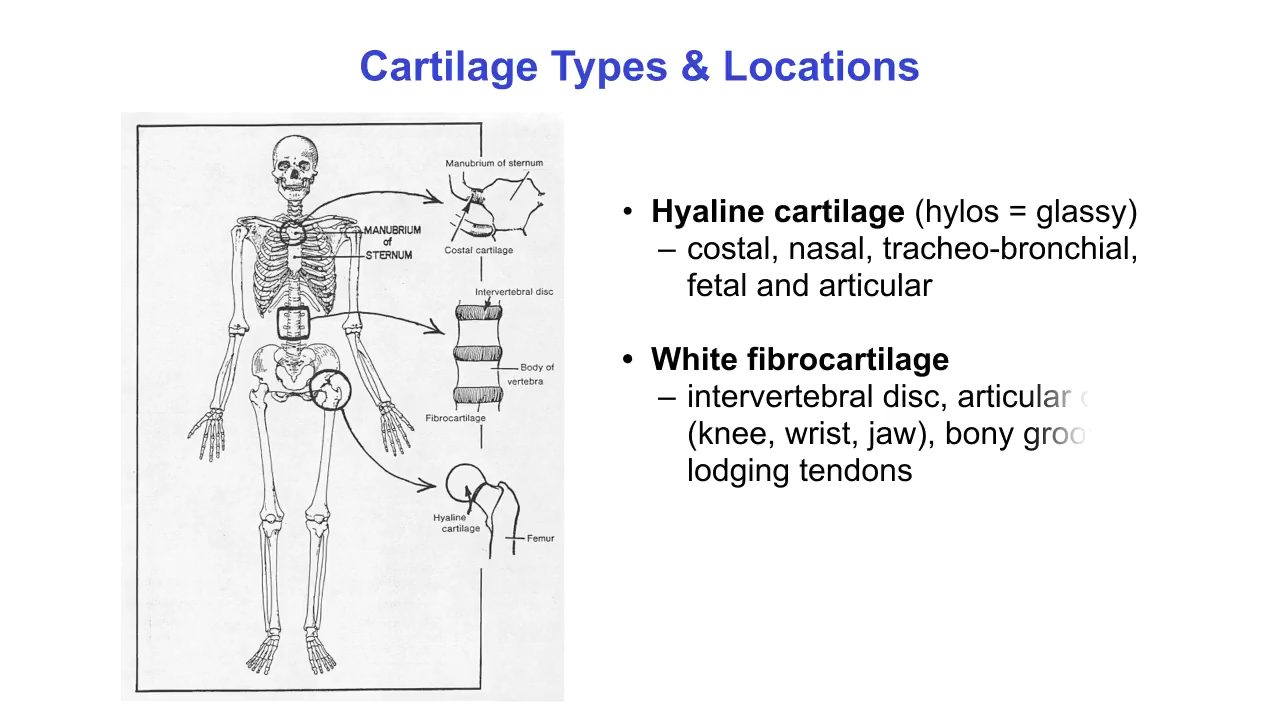 Cartilage Types & Locations
Manubrium of sternum
MANUBRIUM
of
STERNUM
Costal cartilage
Intervertebral disc
Body of
vertebra
Fibrocartilage
Hyaline
cartilage
Femur
• Hyaline cartilage (hylos = glassy)
– costal, nasal, tracheo-bronchial,
fetal and articular
• White fibrocartilage
– intervertebral disc, articular
(knee, wrist, jaw), bony
lodging tendons